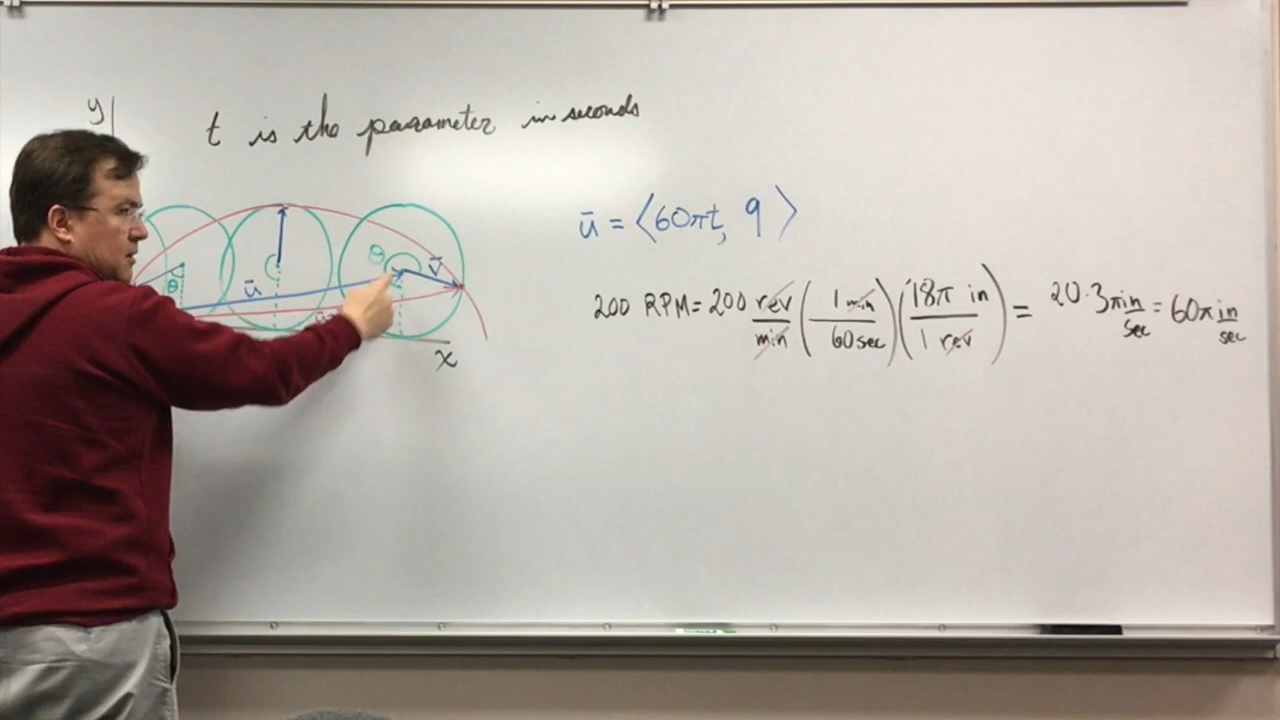 y
t is the parameter in seconds
θ
ū
θ
v̄
x
ū = ⟨60πt, 9⟩
200 RPM = 200 rev/min (1 min/60 sec)(18π in/1 rev) = 20·3π in/sec = 60π in/sec